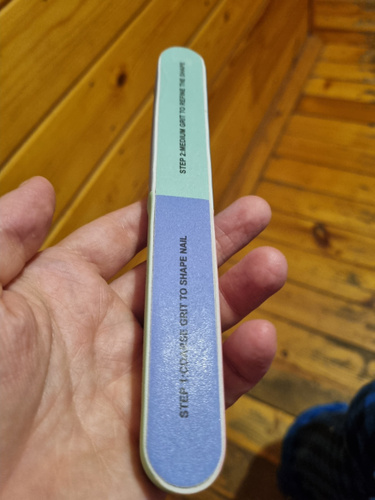 STEP 2:MEDIUM GRIT TO REFINE THE SHAPE
STEP 1:COARSE GRIT TO SHAPE NAIL